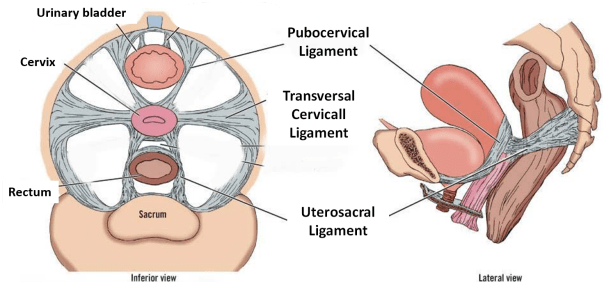 Urinary bladder
Cervix
Rectum
Sacrum
Inferior view
Pubocervical
Ligament
Transversal
Cervicall
Ligament
Uterosacral
Ligament
Lateral view